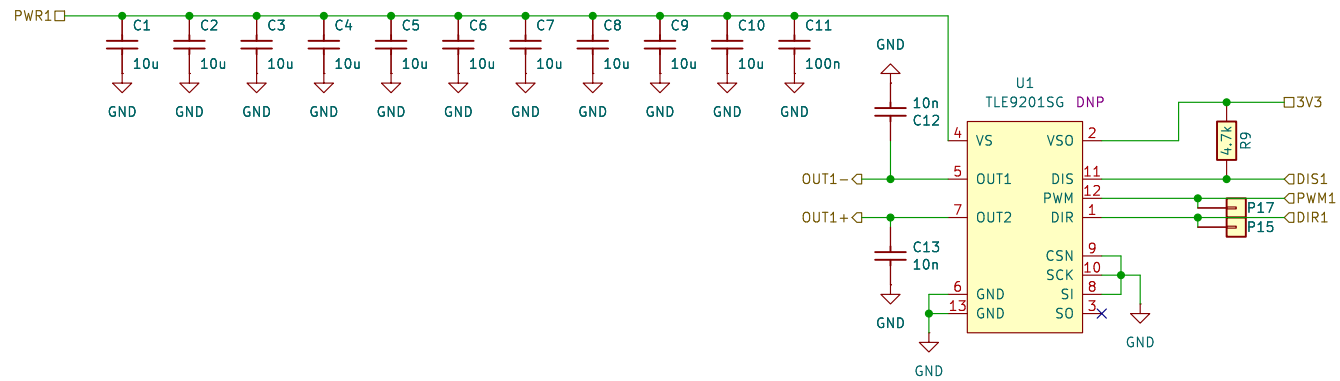 PWR1
C1 C2 C3 C4 C5 C6 C7 C8 C9 C10 C11
10u 10u 10u 10u 10u 10u 10u 10u 10u 10u 100n
GND GND GND GND GND GND GND GND GND GND GND
GND
10n
C12
U1
TLE9201SG DNP
3V3
4.7k
R9
4 VS VSO 2
OUT1- 5 OUT1 DIS 11 DIS1
PWM 12 PWM1
P17
OUT1+ 7 OUT2 DIR 1 DIR1
P15
C13
10n
GND
CSN 9
SCK 10
6 GND SI 8
13 GND SO 3
GND
GND